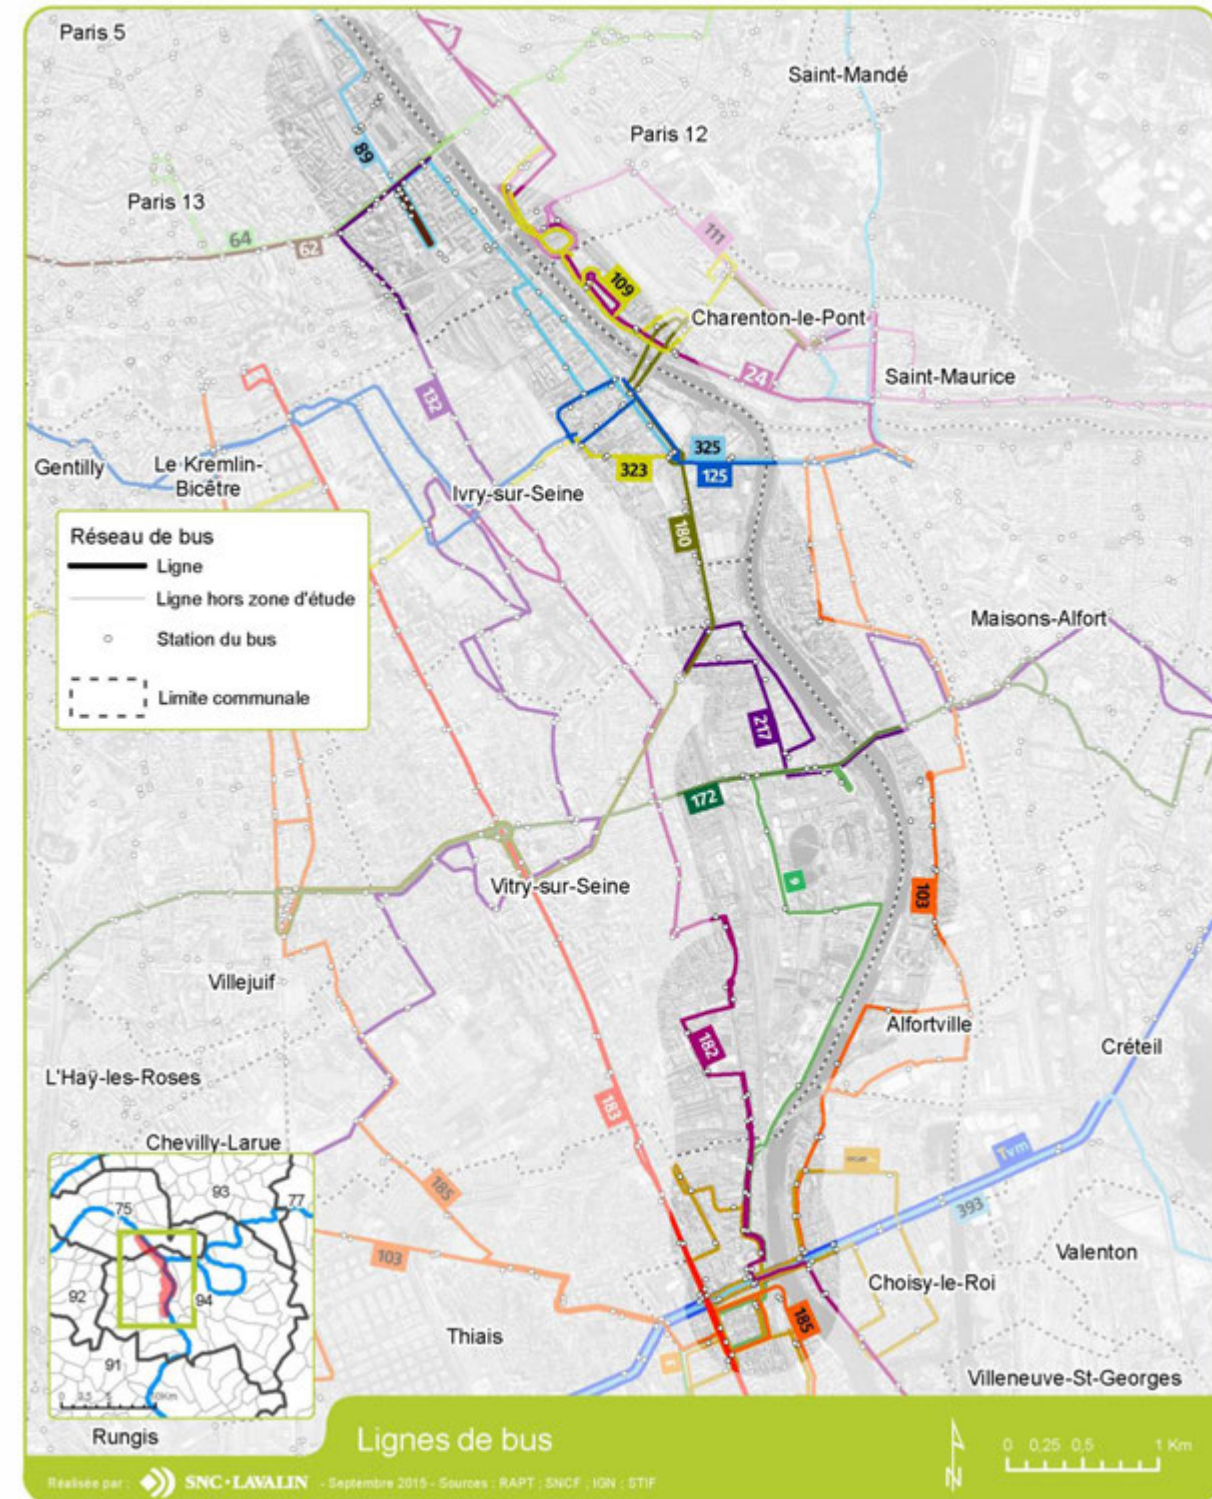 Paris 5
Saint-Mandé
Paris 12
89
Paris 13
64
62
111
109
Charenton-le-Pont
24
Saint-Maurice
132
325
323
125
Gentilly
Le Kremlin-
Bicêtre
Ivry-sur-Seine
180
Réseau de bus
Ligne
Ligne hors zone d'étude
Station du bus
Limite communale
Maisons-Alfort
217
172
9
Vitry-sur-Seine
103
Villejuif
Alfortville
182
Créteil
L'Haÿ-les-Roses
183
Chevilly-Larue
Tvm
185
393
103
Valenton
Choisy-le-Roi
185
Thiais
Villeneuve-St-Georges
93
77
75
92
94
91
Rungis
Lignes de bus
N
0 0,25 0,5 1 Km
Réalisée par : SNC·LAVALIN - Septembre 2015 - Sources : RAPT ; SNCF ; IGN ; STIF